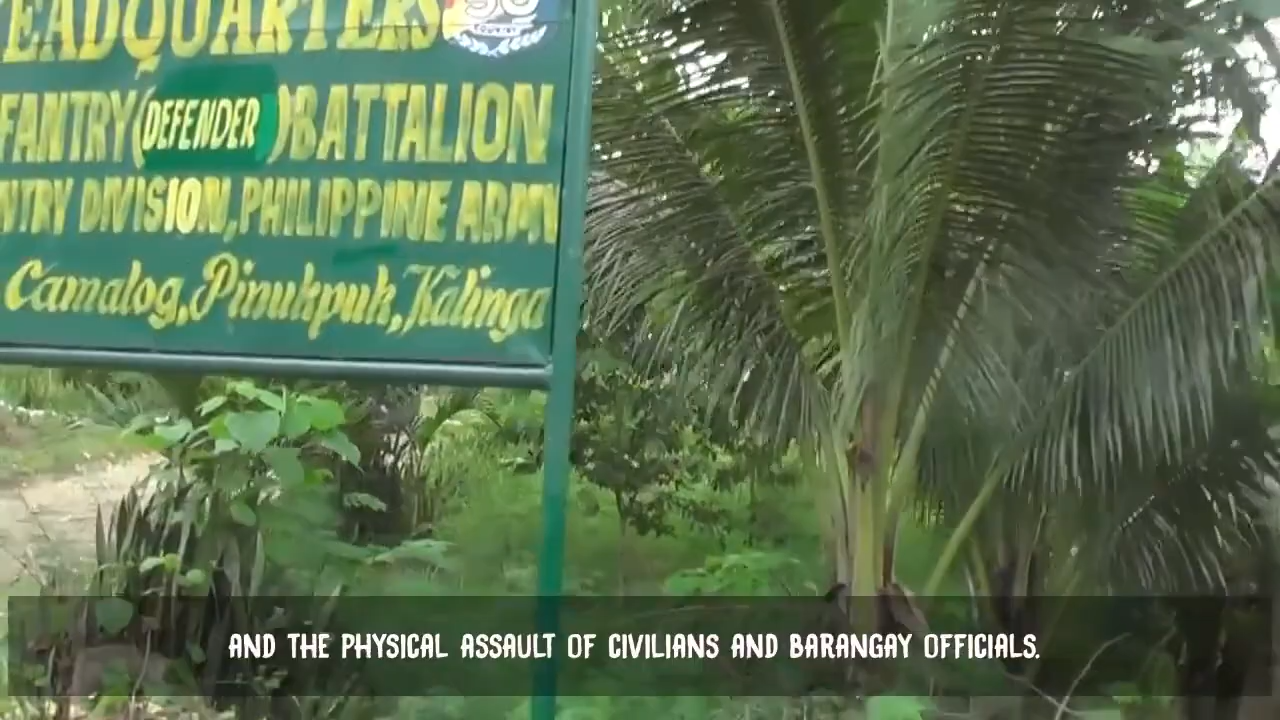 EADQUARTERS
FANTRY (DEFENDER) BATTALION
NTRY DIVISION, PHILIPPINE ARMY
Camalog, Pinukpuk, Kalinga
AND THE PHYSICAL ASSAULT OF CIVILIANS AND BARANGAY OFFICIALS.